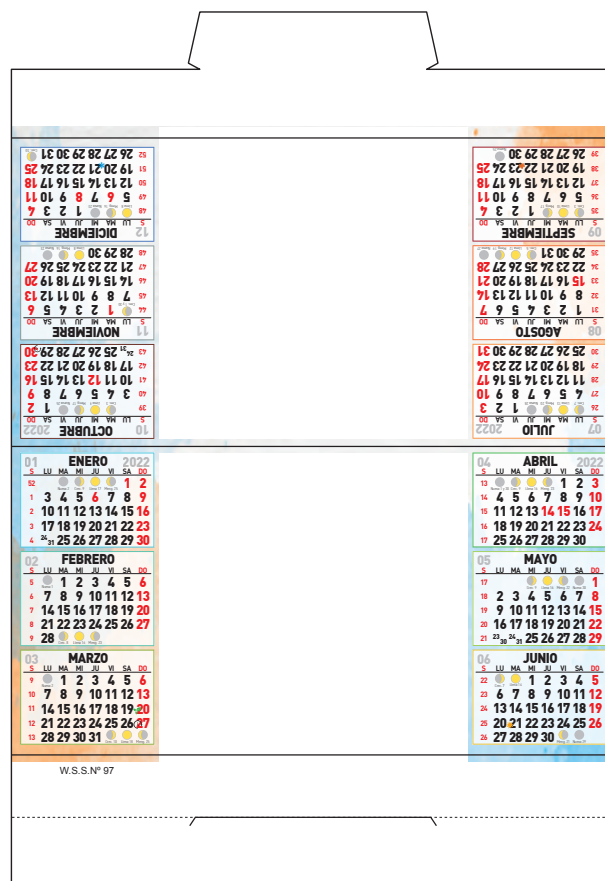 01 ENERO 2022
S LU MA MI JU VI SA DO
52 1 2
1 3 4 5 6 7 8 9
2 10 11 12 13 14 15 16
3 17 18 19 20 21 22 23
4 24 31 25 26 27 28 29 30
02 FEBRERO
S LU MA MI JU VI SA DO
5 1 2 3 4 5 6
6 7 8 9 10 11 12 13
7 14 15 16 17 18 19 20
8 21 22 23 24 25 26 27
9 28
03 MARZO
S LU MA MI JU VI SA DO
9 1 2 3 4 5 6
10 7 8 9 10 11 12 13
11 14 15 16 17 18 19 20
12 21 22 23 24 25 26 27
13 28 29 30 31
04 ABRIL 2022
S LU MA MI JU VI SA DO
13 1 2 3
14 4 5 6 7 8 9 10
15 11 12 13 14 15 16 17
16 18 19 20 21 22 23 24
17 25 26 27 28 29 30
05 MAYO
S LU MA MI JU VI SA DO
17 1
18 2 3 4 5 6 7 8
19 9 10 11 12 13 14 15
20 16 17 18 19 20 21 22
21 23 30 24 31 25 26 27 28 29
06 JUNIO
S LU MA MI JU VI SA DO
22 1 2 3 4 5
23 6 7 8 9 10 11 12
24 13 14 15 16 17 18 19
25 20 21 22 23 24 25 26
26 27 28 29 30
07 JULIO 2022
S LU MA MI JU VI SA DO
26 1 2 3
27 4 5 6 7 8 9 10
28 11 12 13 14 15 16 17
29 18 19 20 21 22 23 24
30 25 26 27 28 29 30 31
08 AGOSTO
S LU MA MI JU VI SA DO
31 1 2 3 4 5 6 7
32 8 9 10 11 12 13 14
33 15 16 17 18 19 20 21
34 22 23 24 25 26 27 28
35 29 30 31
09 SEPTIEMBRE
S LU MA MI JU VI SA DO
35 1 2 3 4
36 5 6 7 8 9 10 11
37 12 13 14 15 16 17 18
38 19 20 21 22 23 24 25
39 26 27 28 29 30
10 OCTUBRE 2022
S LU MA MI JU VI SA DO
39 1 2
40 3 4 5 6 7 8 9
41 10 11 12 13 14 15 16
42 17 18 19 20 21 22 23
43 24 31 25 26 27 28 29 30
11 NOVIEMBRE
S LU MA MI JU VI SA DO
44 1 2 3 4 5 6
45 7 8 9 10 11 12 13
46 14 15 16 17 18 19 20
47 21 22 23 24 25 26 27
48 28 29 30
12 DICIEMBRE
S LU MA MI JU VI SA DO
48 1 2 3 4
49 5 6 7 8 9 10 11
50 12 13 14 15 16 17 18
51 19 20 21 22 23 24 25
52 26 27 28 29 30 31
W.S.S.Nº 97